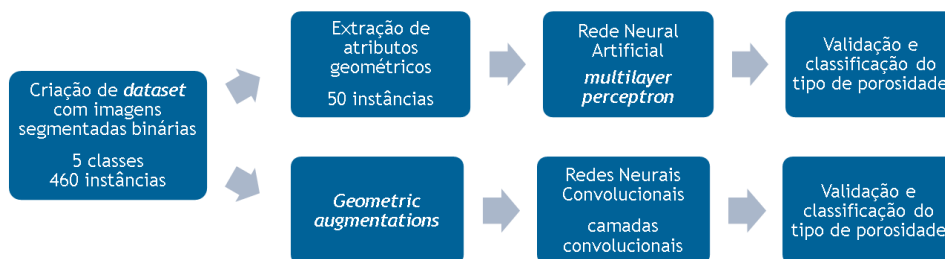 Criação de dataset
com imagens
segmentadas binárias
5 classes
460 instâncias
Extração de
atributos
geométricos
50 instâncias
Rede Neural
Artificial
multilayer
perceptron
Validação e
classificação do
tipo de porosidade
Geometric
augmentations
Redes Neurais
Convolucionais
camadas
convolucionais
Validação e
classificação do
tipo de porosidade